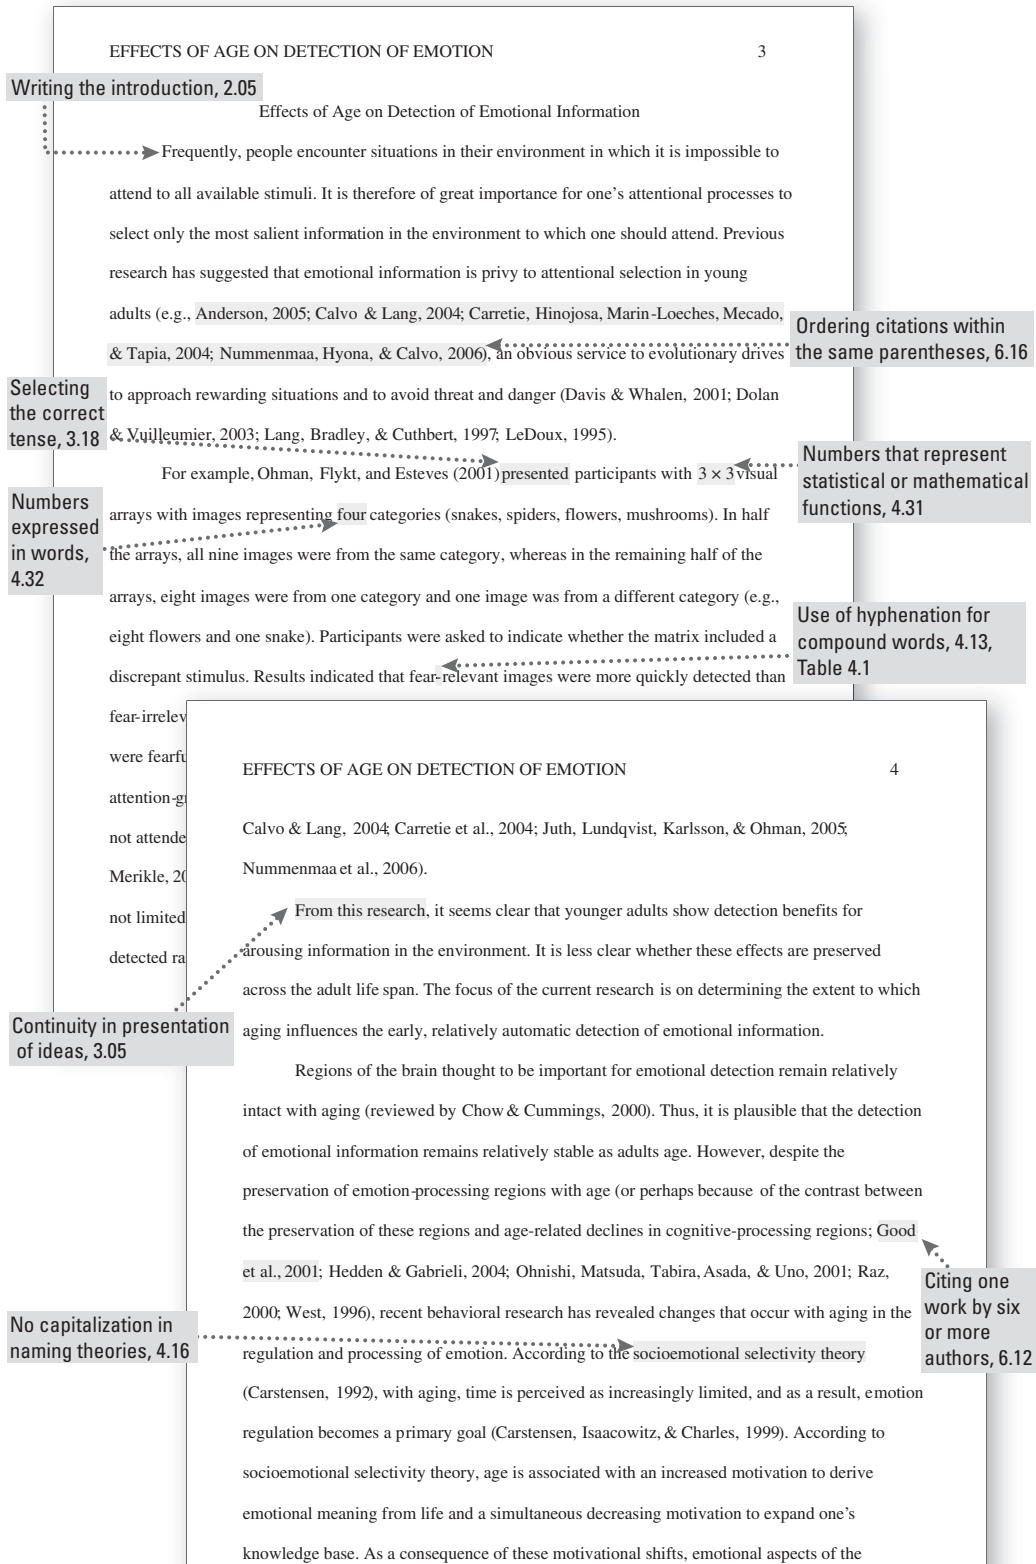 EFFECTS OF AGE ON DETECTION OF EMOTION 3
Writing the introduction, 2.05
Effects of Age on Detection of Emotional Information
Frequently, people encounter situations in their environment in which it is impossible to
attend to all available stimuli. It is therefore of great importance for one’s attentional processes to
select only the most salient information in the environment to which one should attend. Previous
research has suggested that emotional information is privy to attentional selection in young
adults (e.g., Anderson, 2005; Calvo & Lang, 2004; Carretie, Hinojosa, Marin-Loeches, Mecado,
& Tapia, 2004; Nummenmaa, Hyona, & Calvo, 2006), an obvious service to evolutionary drives
Ordering citations within
the same parentheses, 6.16
to approach rewarding situations and to avoid threat and danger (Davis & Whalen, 2001; Dolan
& Vuilleumier, 2003; Lang, Bradley, & Cuthbert, 1997; LeDoux, 1995).
Selecting
the correct
tense, 3.18
For example, Ohman, Flykt, and Esteves (2001) presented participants with 3 × 3 visual
Numbers that represent
statistical or mathematical
functions, 4.31
arrays with images representing four categories (snakes, spiders, flowers, mushrooms). In half
Numbers
expressed
in words,
4.32
the arrays, all nine images were from the same category, whereas in the remaining half of the
arrays, eight images were from one category and one image was from a different category (e.g.,
eight flowers and one snake). Participants were asked to indicate whether the matrix included a
Use of hyphenation for
compound words, 4.13,
Table 4.1
discrepant stimulus. Results indicated that fear-relevant images were more quickly detected than
fear-irrelev
were fearfu
attention-g
not attende
Merikle, 20
not limited
detected ra
EFFECTS OF AGE ON DETECTION OF EMOTION 4
Calvo & Lang, 2004; Carretie et al., 2004; Juth, Lundqvist, Karlsson, & Ohman, 2005;
Nummenmaa et al., 2006).
From this research, it seems clear that younger adults show detection benefits for
arousing information in the environment. It is less clear whether these effects are preserved
across the adult life span. The focus of the current research is on determining the extent to which
aging influences the early, relatively automatic detection of emotional information.
Continuity in presentation
of ideas, 3.05
Regions of the brain thought to be important for emotional detection remain relatively
intact with aging (reviewed by Chow & Cummings, 2000). Thus, it is plausible that the detection
of emotional information remains relatively stable as adults age. However, despite the
preservation of emotion-processing regions with age (or perhaps because of the contrast between
the preservation of these regions and age-related declines in cognitive-processing regions; Good
et al., 2001; Hedden & Gabrieli, 2004; Ohnishi, Matsuda, Tabira, Asada, & Uno, 2001; Raz,
Citing one
work by six
or more
authors, 6.12
2000; West, 1996), recent behavioral research has revealed changes that occur with aging in the
No capitalization in
naming theories, 4.16
regulation and processing of emotion. According to the socioemotional selectivity theory
(Carstensen, 1992), with aging, time is perceived as increasingly limited, and as a result, emotion
regulation becomes a primary goal (Carstensen, Isaacowitz, & Charles, 1999). According to
socioemotional selectivity theory, age is associated with an increased motivation to derive
emotional meaning from life and a simultaneous decreasing motivation to expand one’s
knowledge base. As a consequence of these motivational shifts, emotional aspects of the